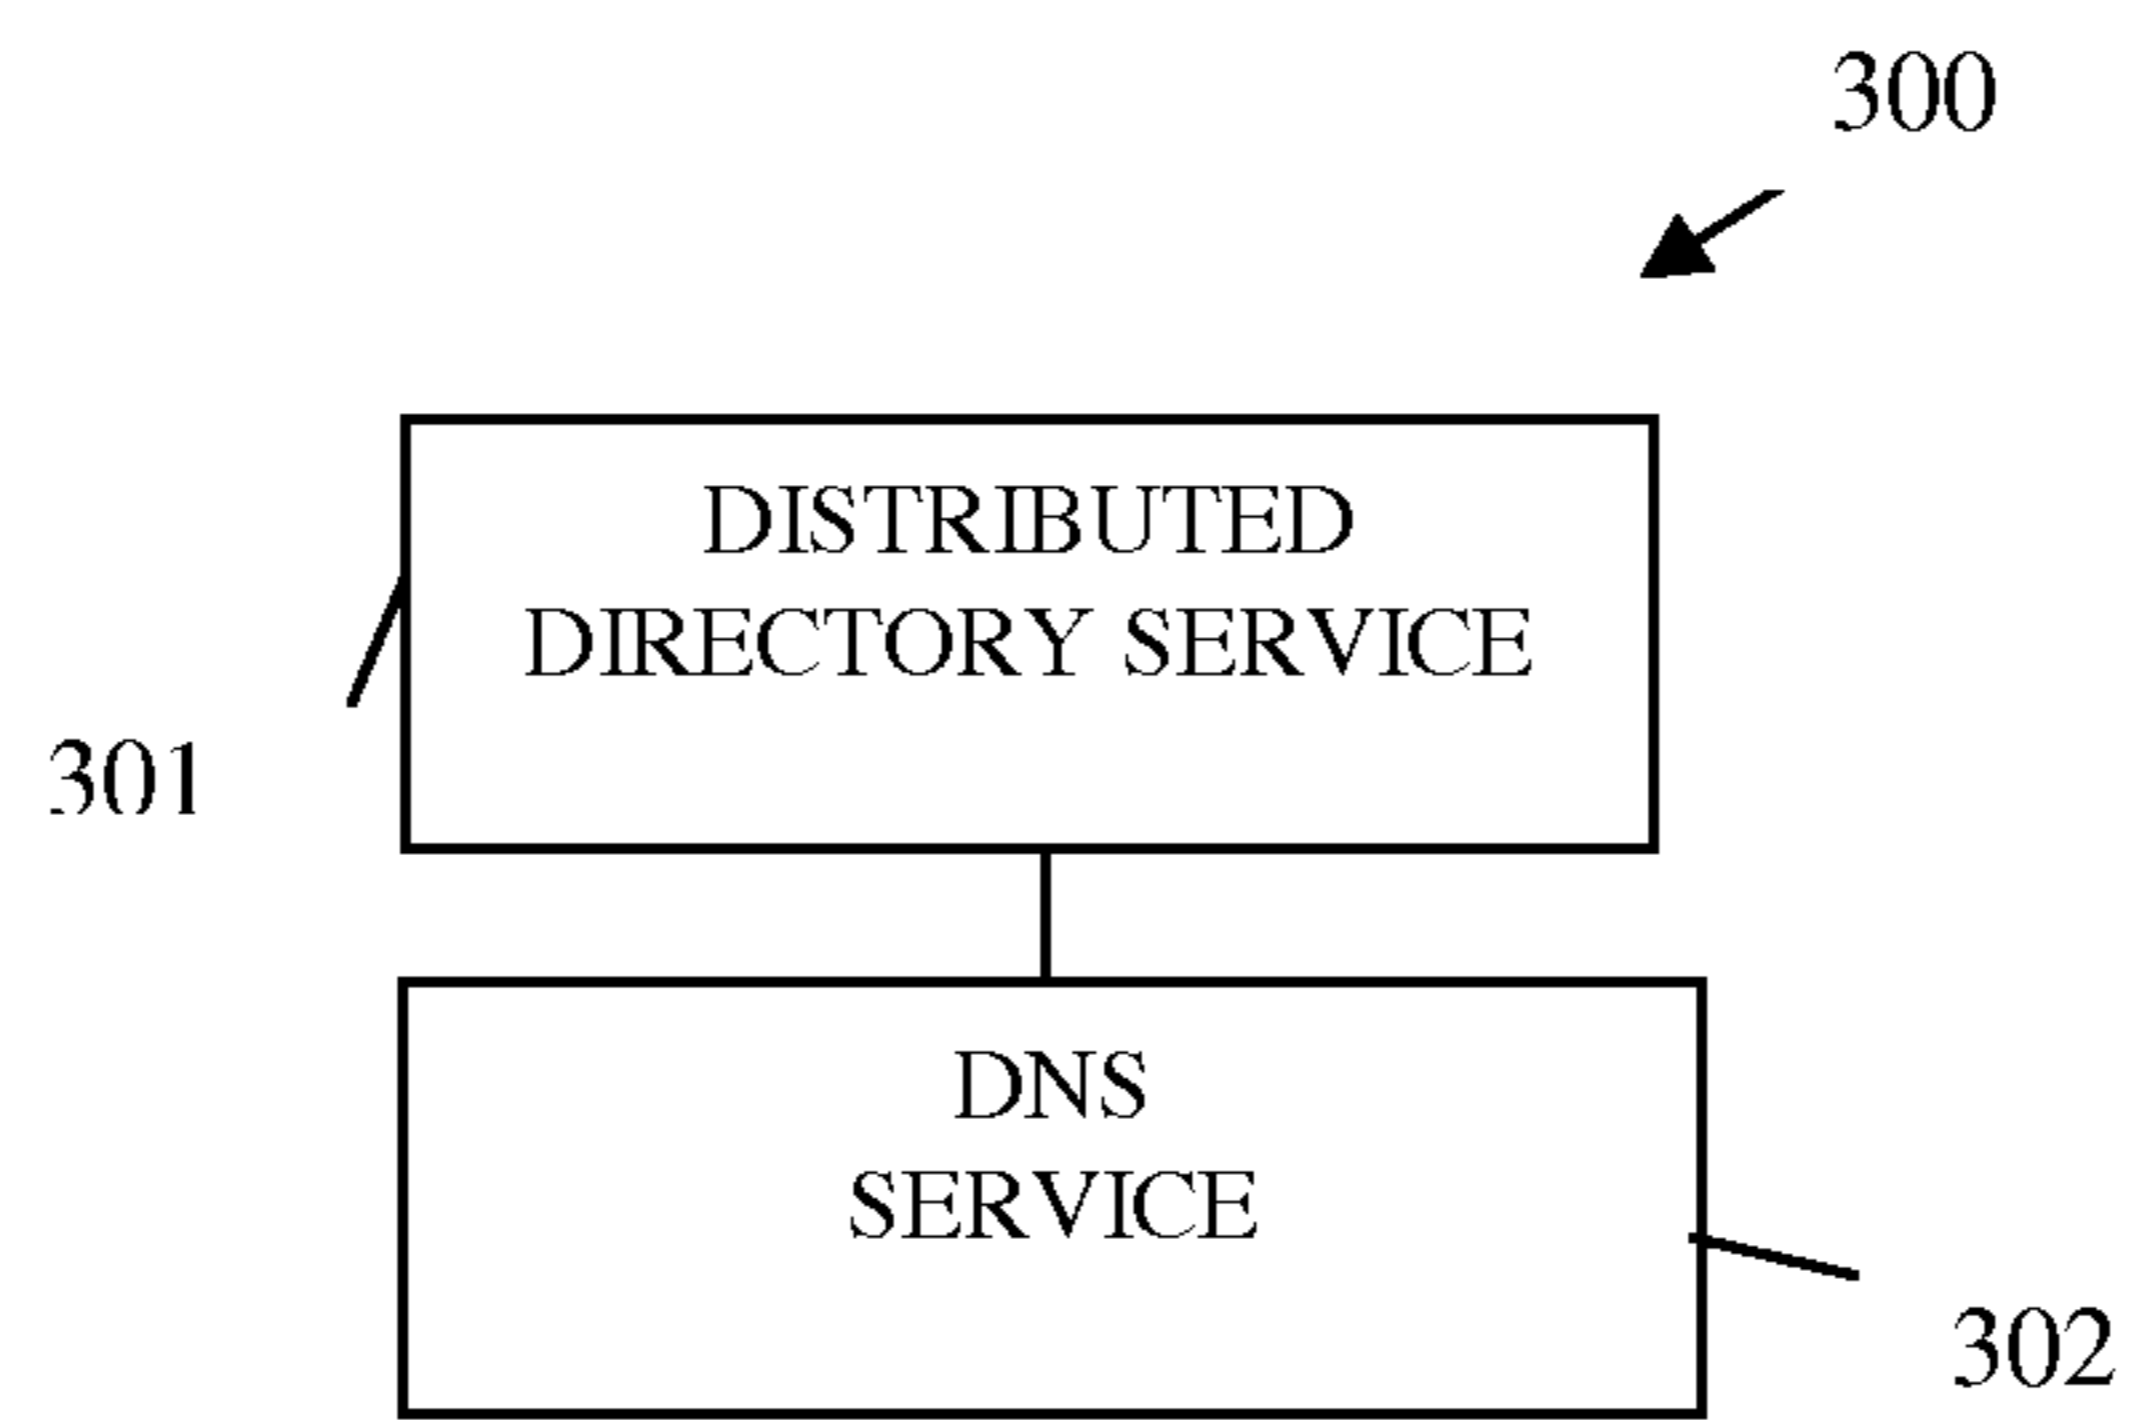 300
DISTRIBUTED
DIRECTORY SERVICE
301
DNS
SERVICE
302